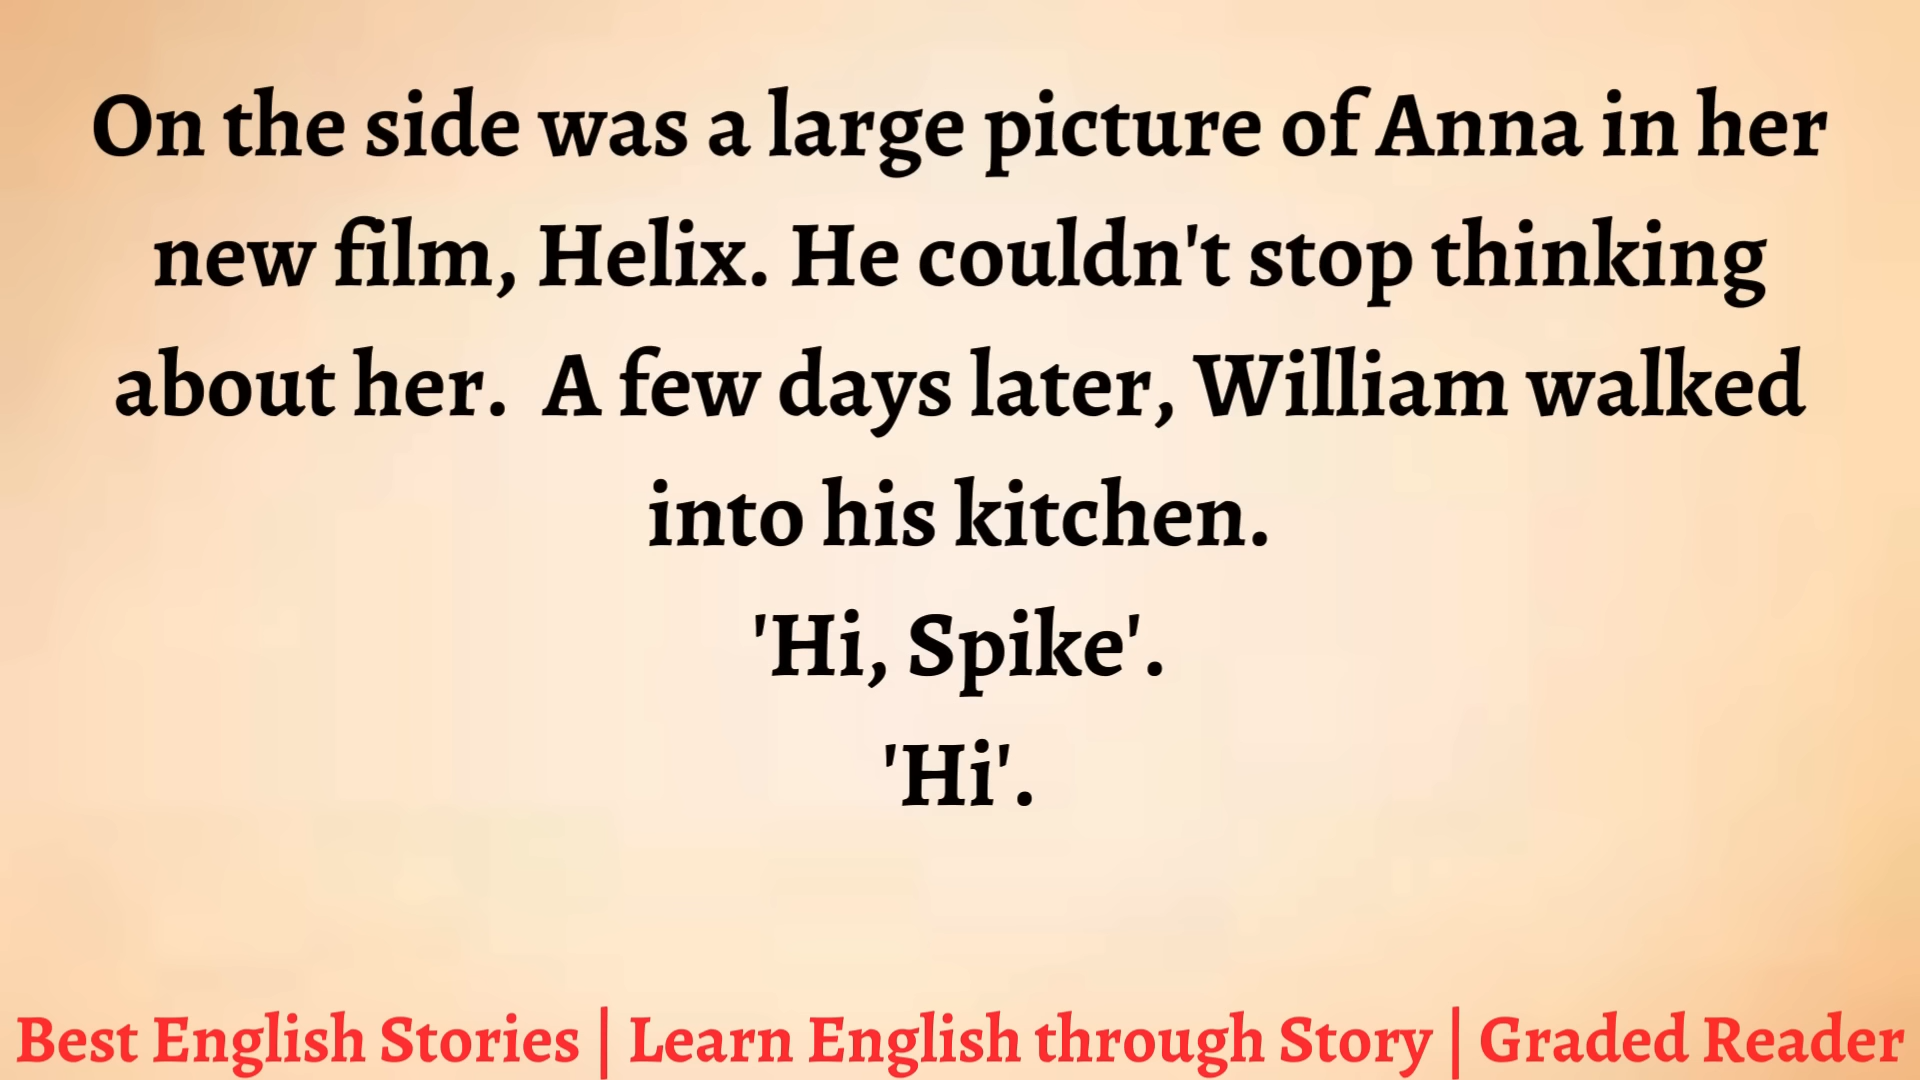 On the side was a large picture of Anna in her
new film, Helix. He couldn't stop thinking
about her.  A few days later, William walked
into his kitchen.
'Hi, Spike'.
'Hi'.
Best English Stories | Learn English through Story | Graded Reader